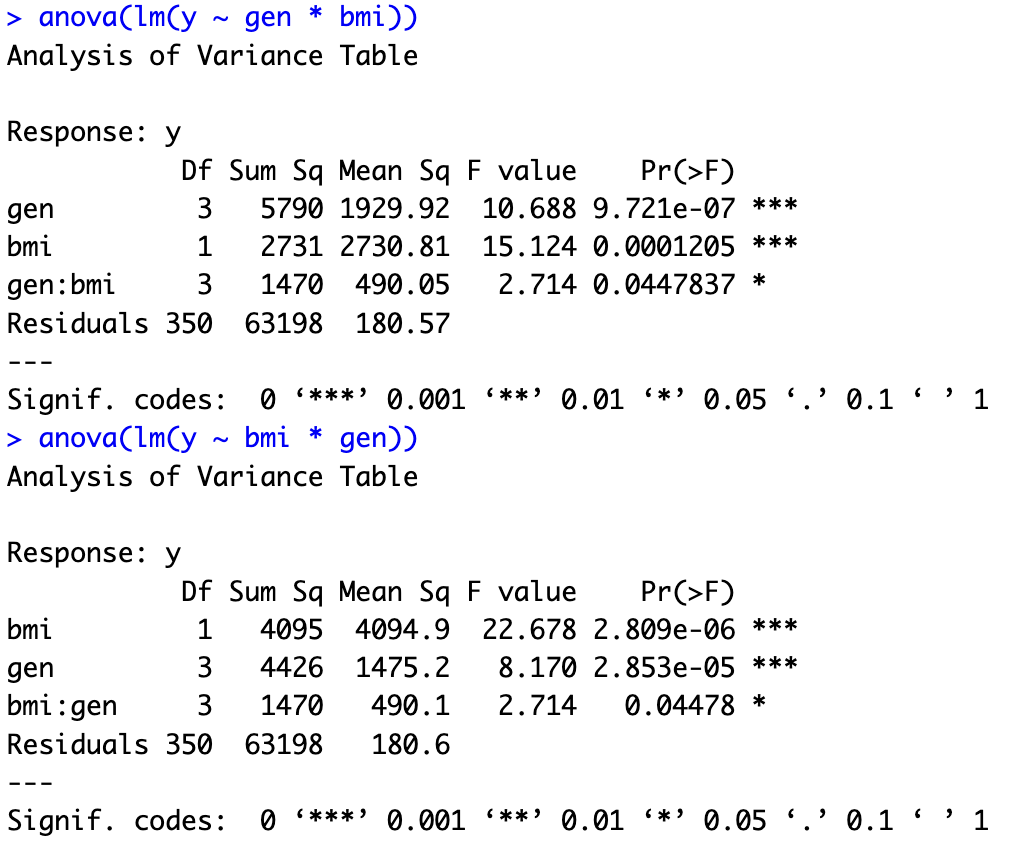 > anova(lm(y ~ gen * bmi))
Analysis of Variance Table

Response: y
           Df Sum Sq Mean Sq F value    Pr(>F)
gen         3   5790 1929.92  10.688 9.721e-07 ***
bmi         1   2731 2730.81  15.124 0.0001205 ***
gen:bmi     3   1470  490.05   2.714 0.0447837 *
Residuals 350  63198  180.57
---
Signif. codes:  0 ‘***’ 0.001 ‘**’ 0.01 ‘*’ 0.05 ‘.’ 0.1 ‘ ’ 1
> anova(lm(y ~ bmi * gen))
Analysis of Variance Table

Response: y
           Df Sum Sq Mean Sq F value    Pr(>F)
bmi         1   4095  4094.9  22.678 2.809e-06 ***
gen         3   4426  1475.2   8.170 2.853e-05 ***
bmi:gen     3   1470   490.1   2.714   0.04478 *
Residuals 350  63198   180.6
---
Signif. codes:  0 ‘***’ 0.001 ‘**’ 0.01 ‘*’ 0.05 ‘.’ 0.1 ‘ ’ 1